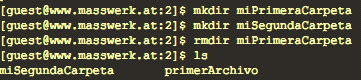 [guest@www.masswerk.at:2]$ mkdir miPrimeraCarpeta
[guest@www.masswerk.at:2]$ mkdir miSegundaCarpeta
[guest@www.masswerk.at:2]$ rmdir miPrimeraCarpeta
[guest@www.masswerk.at:2]$ ls
miSegundaCarpeta primerArchivo